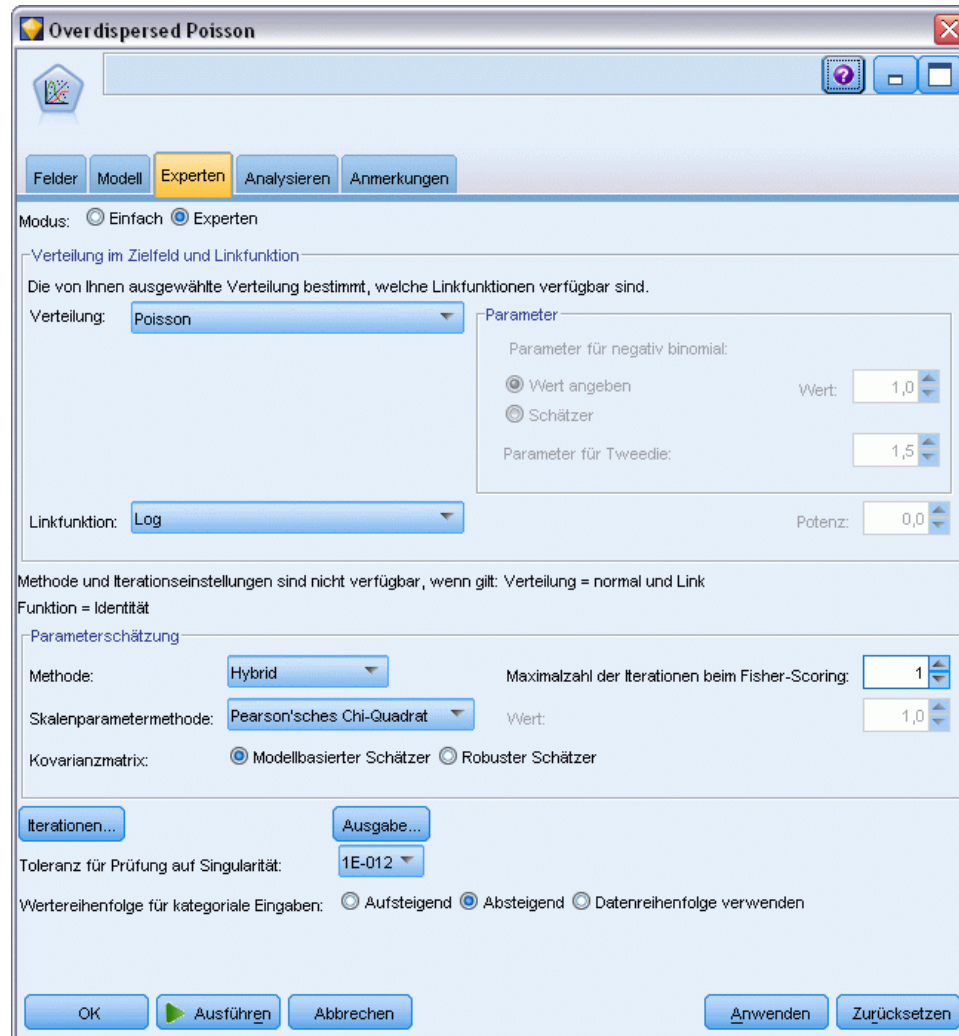 Overdispersed Poisson
Felder Modell Experten Analysieren Anmerkungen
Modus: Einfach Experten
Verteilung im Zielfeld und Linkfunktion
Die von Ihnen ausgewählte Verteilung bestimmt, welche Linkfunktionen verfügbar sind.
Verteilung: Poisson
Parameter
Parameter für negativ binomial:
Wert angeben Wert: 1,0
Schätzer
Parameter für Tweedie: 1,5
Linkfunktion: Log Potenz: 0,0
Methode und Iterationseinstellungen sind nicht verfügbar, wenn gilt: Verteilung = normal und Link
Funktion = Identität
Parameterschätzung
Methode: Hybrid Maximalzahl der Iterationen beim Fisher-Scoring: 1
Skalenparametermethode: Pearson'sches Chi-Quadrat Wert: 1,0
Kovarianzmatrix: Modellbasierter Schätzer Robuster Schätzer
Iterationen... Ausgabe...
Toleranz für Prüfung auf Singularität: 1E-012
Wertereihenfolge für kategoriale Eingaben: Aufsteigend Absteigend Datenreihenfolge verwenden
OK Ausführen Abbrechen Anwenden Zurücksetzen